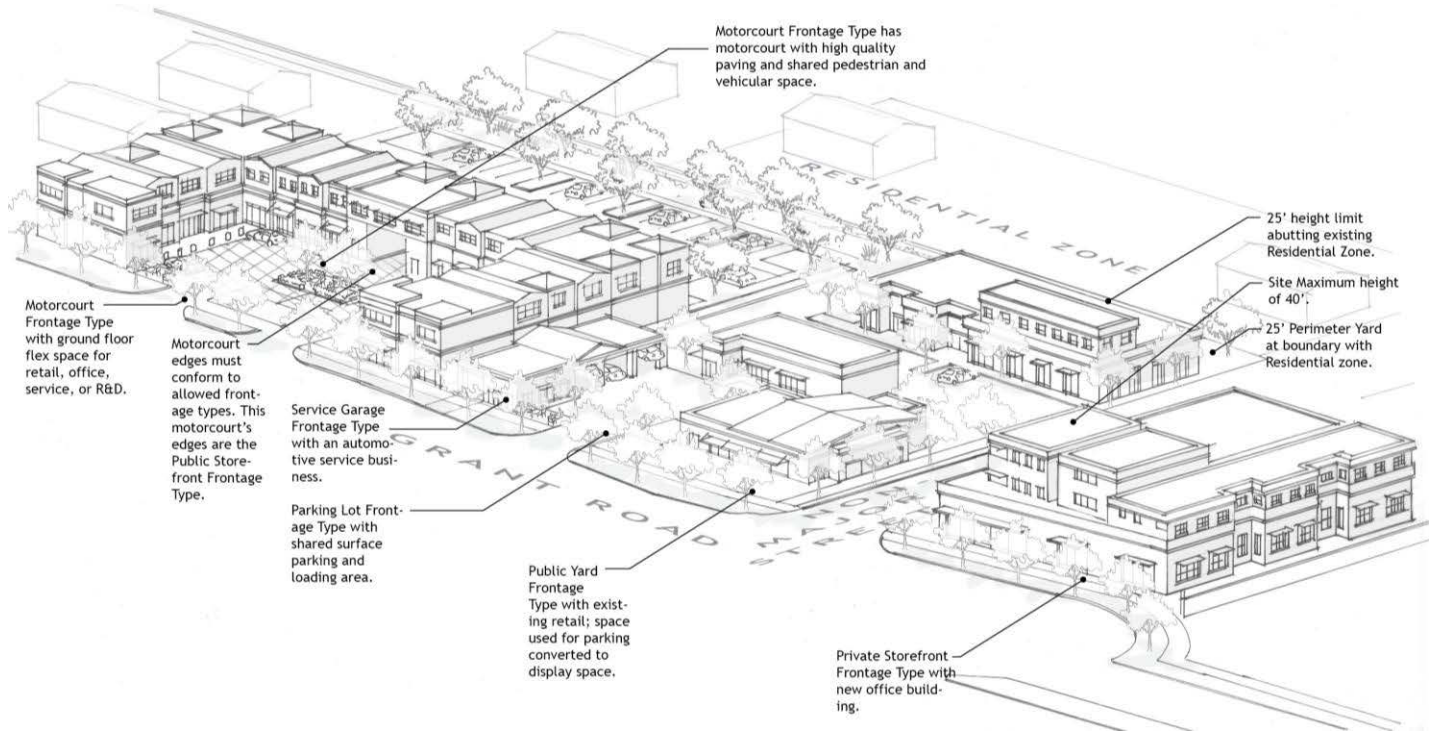 Motorcourt Frontage Type has
motorcourt with high quality
paving and shared pedestrian and
vehicular space.
RESIDENTIAL ZONE
25' height limit
abutting existing
Residential Zone.
Site Maximum height
of 40'.
25' Perimeter Yard
at boundary with
Residential zone.
Motorcourt
Frontage Type
with ground floor
flex space for
retail, office,
service, or R&D.
Motorcourt
edges must
conform to
allowed front-
age types. This
motorcourt's
edges are the
Public Store-
front Frontage
Type.
Service Garage
Frontage Type
with an automo-
tive service busi-
ness.
Parking Lot Front-
age Type with
shared surface
parking and
loading area.
GRANT ROAD
Public Yard
Frontage
Type with exist-
ing retail; space
used for parking
converted to
display space.
Private Storefront
Frontage Type with
new office build-
ing.